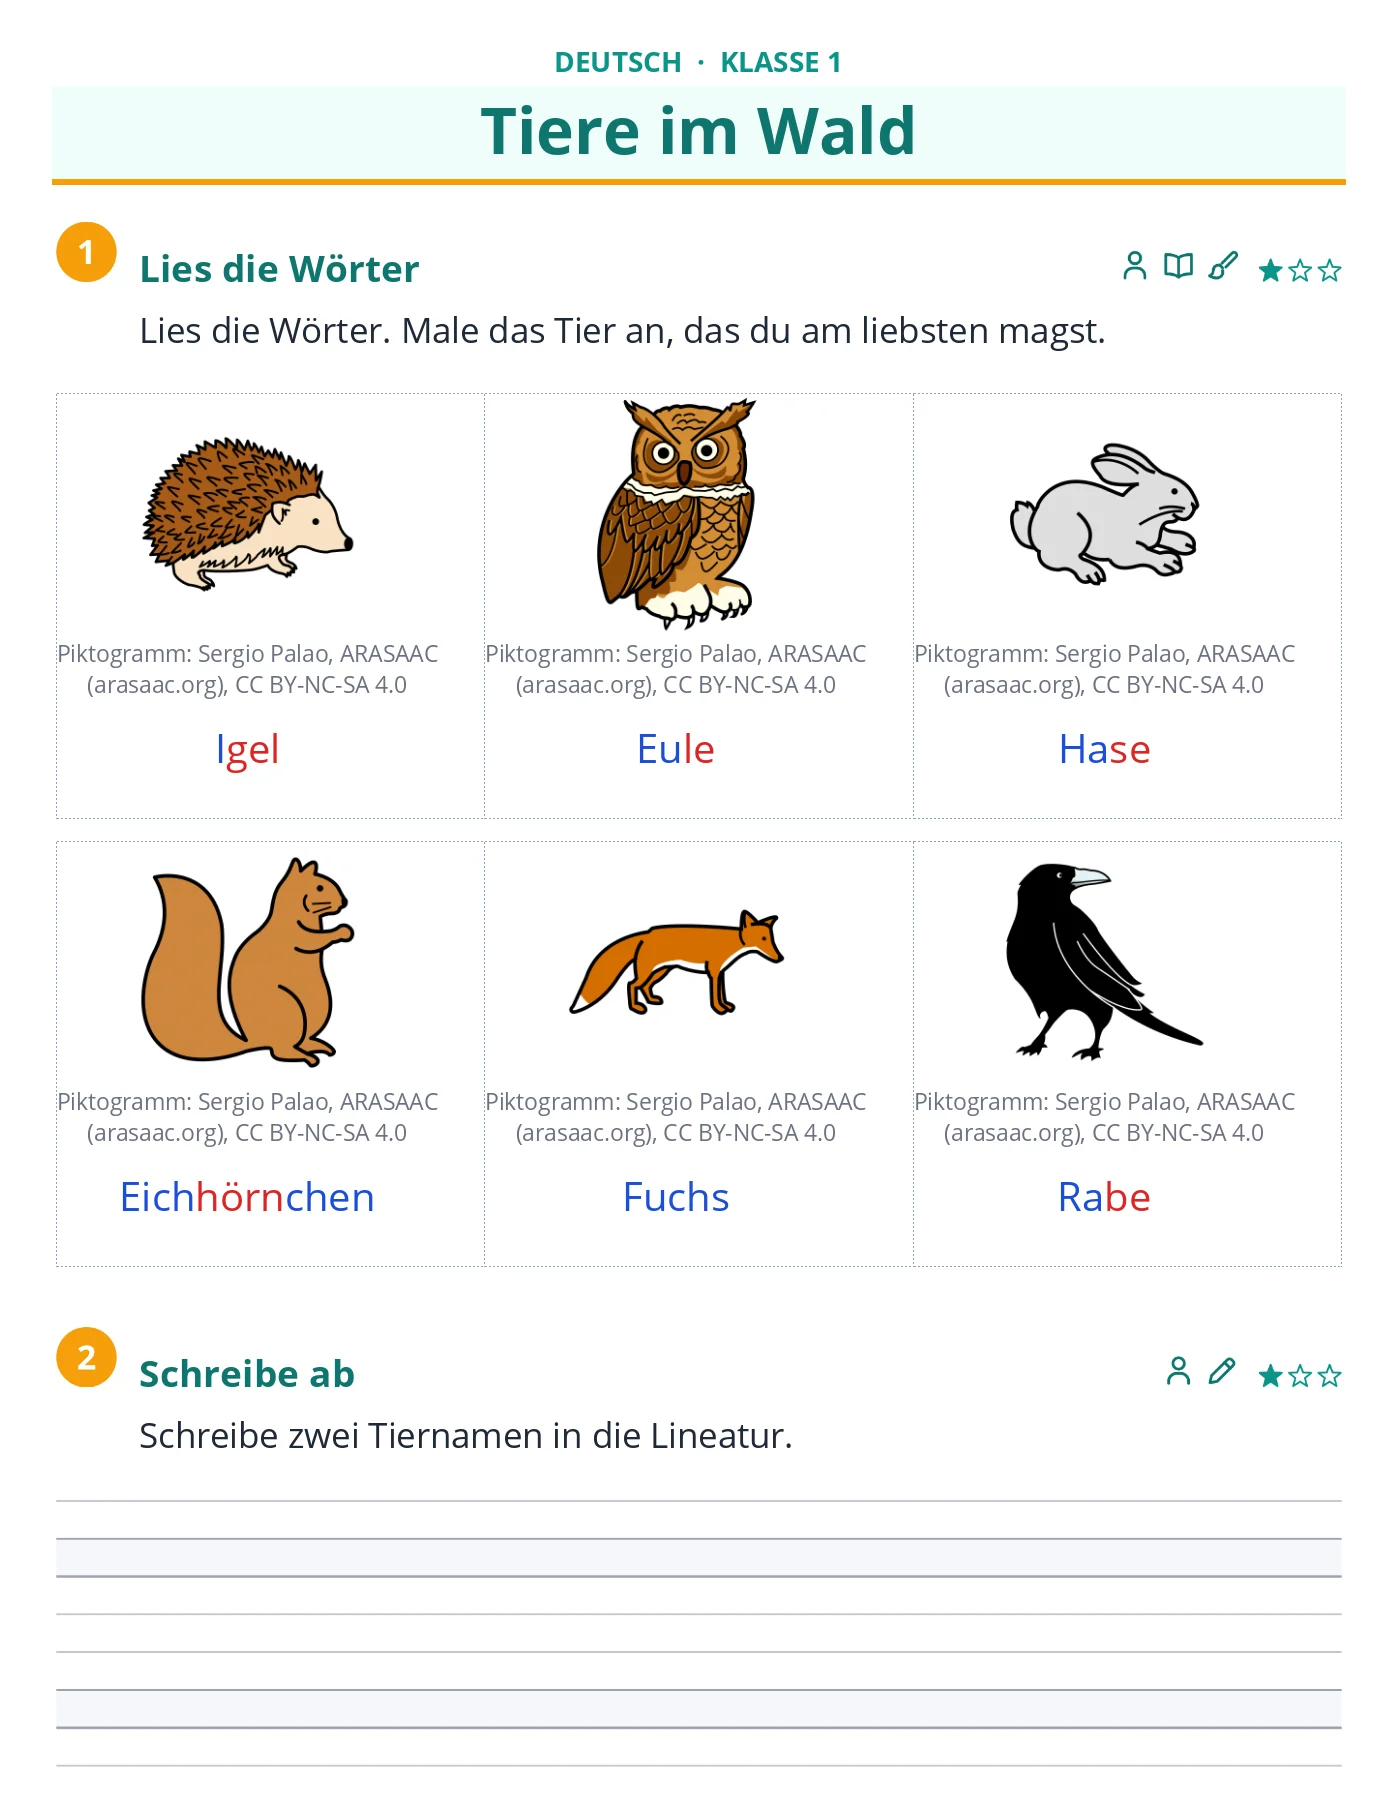 DEUTSCH · KLASSE 1
Tiere im Wald
1
Lies die Wörter
Lies die Wörter. Male das Tier an, das du am liebsten magst.
Piktogramm: Sergio Palao, ARASAAC
(arasaac.org), CC BY-NC-SA 4.0
Igel
Piktogramm: Sergio Palao, ARASAAC
(arasaac.org), CC BY-NC-SA 4.0
Eule
Piktogramm: Sergio Palao, ARASAAC
(arasaac.org), CC BY-NC-SA 4.0
Hase
Piktogramm: Sergio Palao, ARASAAC
(arasaac.org), CC BY-NC-SA 4.0
Eichhörnchen
Piktogramm: Sergio Palao, ARASAAC
(arasaac.org), CC BY-NC-SA 4.0
Fuchs
Piktogramm: Sergio Palao, ARASAAC
(arasaac.org), CC BY-NC-SA 4.0
Rabe
2
Schreibe ab
Schreibe zwei Tiernamen in die Lineatur.